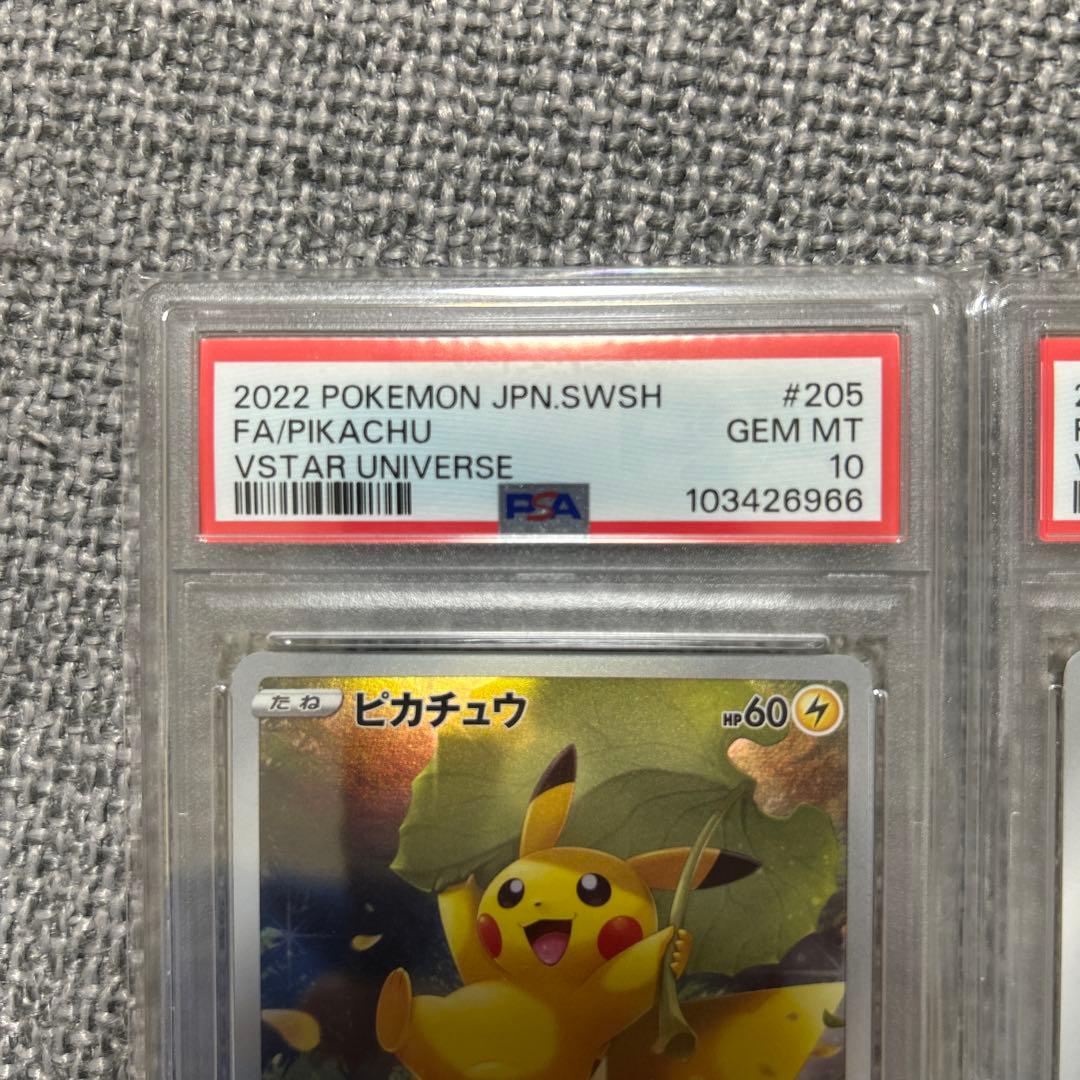 2022 POKEMON JPN.SWSH #205
FA/PIKACHU GEM MT
VSTAR UNIVERSE 10
PSA 103426966
たね ピカチュウ HP60